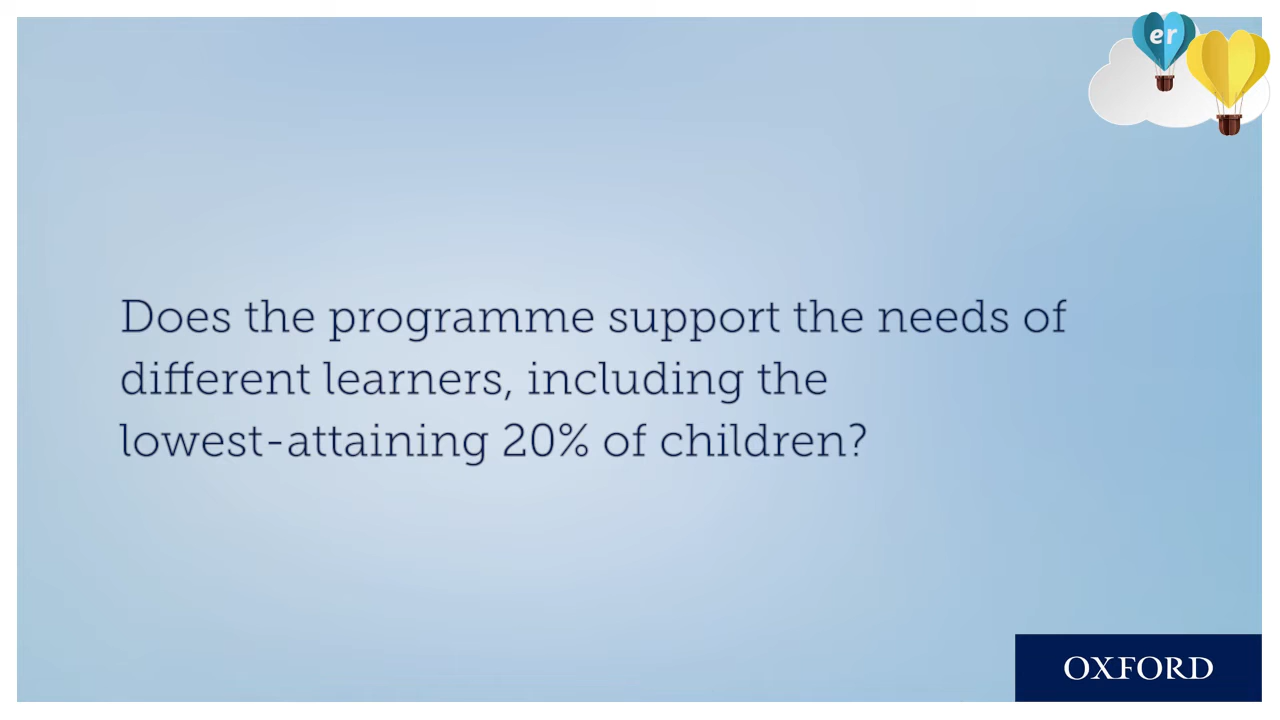 er
Does the programme support the needs of
different learners, including the
lowest-attaining 20% of children?
OXFORD